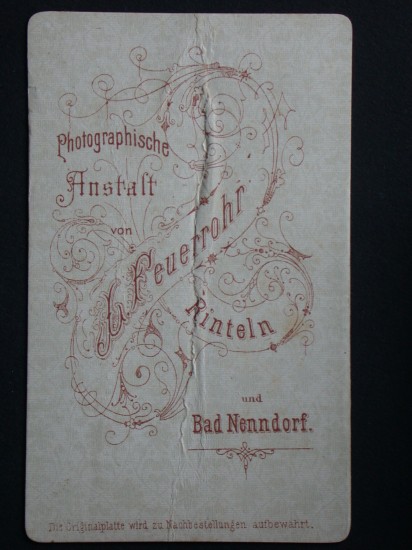 Photographische
Anstalt
von
A. Feuerrohr
Rinteln
und
Bad Nenndorf.
Die Originalplatte wird zu Nachbestellungen aufbewahrt.